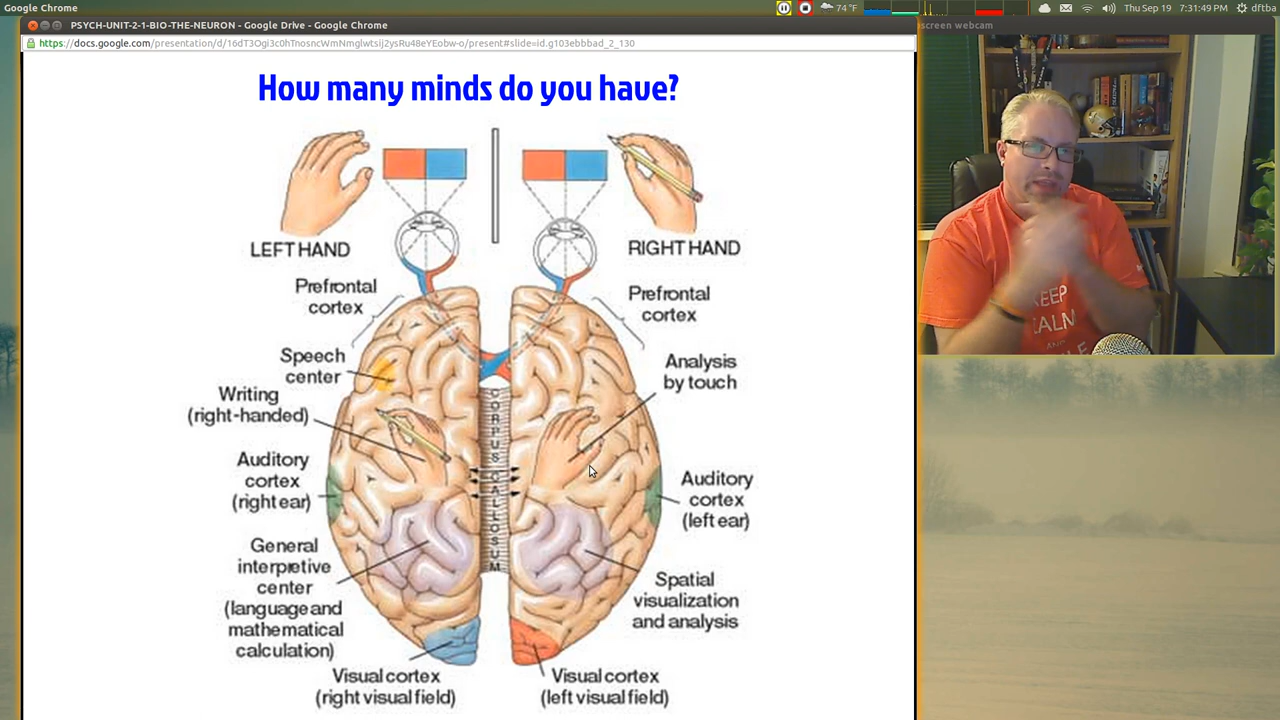 Google Chrome
74 °F
Thu Sep 19
7:31:49 PM
dftba
PSYCH-UNIT-2-1-BIO-THE-NEURON - Google Drive - Google Chrome
screen webcam
https://docs.google.com/presentation/d/16dT3Ogi3c0hTnosncWmNmglwtsij2ysRu48eYEobw-o/present#slide=id.g103ebbbad_2_130
How many minds do you have?
LEFT HAND
RIGHT HAND
Prefrontal
cortex
Prefrontal
cortex
Speech
center
Analysis
by touch
Writing
(right-handed)
CORPUS CALLOSUM
Auditory
cortex
(right ear)
Auditory
cortex
(left ear)
General
interpretive
center
(language and
mathematical
calculation)
Spatial
visualization
and analysis
Visual cortex
(right visual field)
Visual cortex
(left visual field)
KEEP
CALM
AND